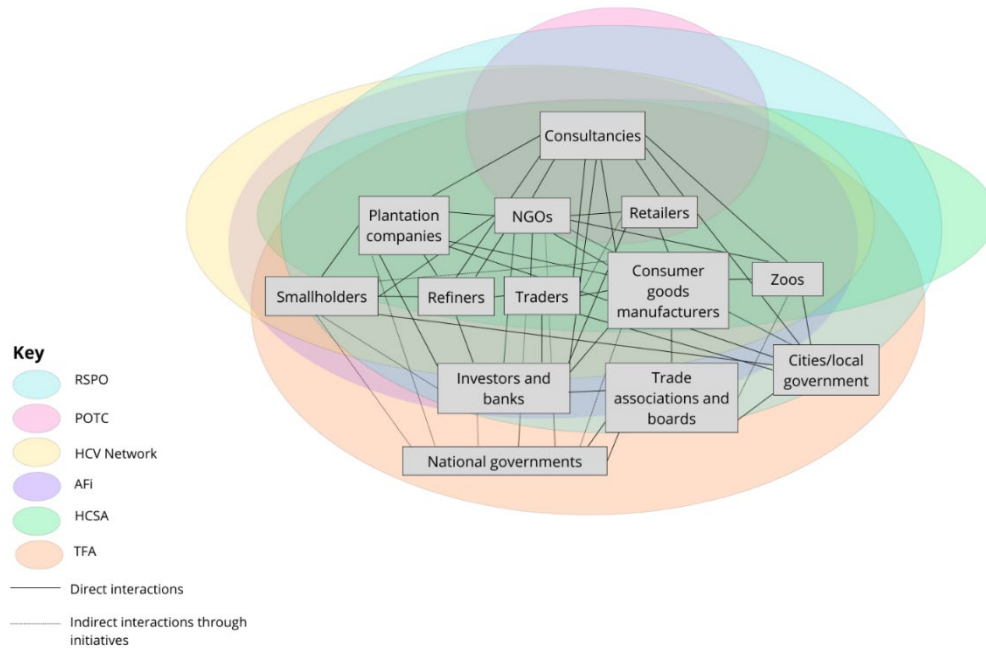 Consultancies
Plantation
companies
NGOs
Retailers
Smallholders
Refiners
Traders
Consumer
goods
manufacturers
Zoos
Investors and
banks
Trade
associations and
boards
Cities/local
government
National governments
Key
RSPO
POTC
HCV Network
AFi
HCSA
TFA
Direct interactions
Indirect interactions through
initiatives